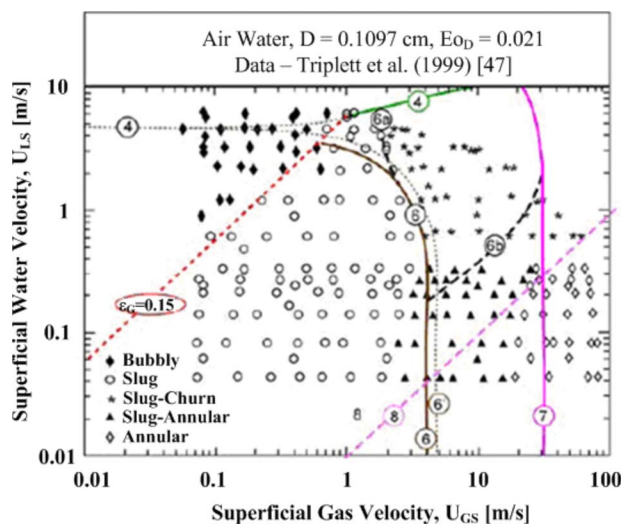 Air Water, D = 0.1097 cm, Eo_D = 0.021
Data – Triplett et al. (1999) [47]
Superficial Water Velocity, U_LS [m/s]
10
1
0.1
0.01
4
4
6a
6
6b
ε_G=0.15
Bubbly
Slug
Slug-Churn
Slug-Annular
Annular
8
8
6
6
7
0.01
0.1
1
10
100
Superficial Gas Velocity, U_GS [m/s]